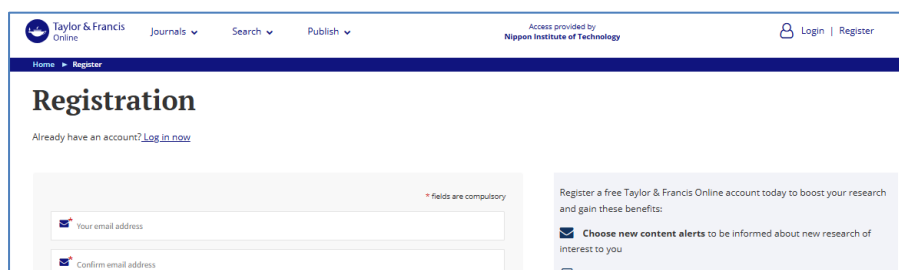 Taylor & Francis
Online
Journals
Search
Publish
Access provided by
Nippon Institute of Technology
Login | Register
Home ► Register
Registration
Already have an account? Log in now
* fields are compulsory
* Your email address
* Confirm email address
Register a free Taylor & Francis Online account today to boost your research
and gain these benefits:
Choose new content alerts to be informed about new research of
interest to you